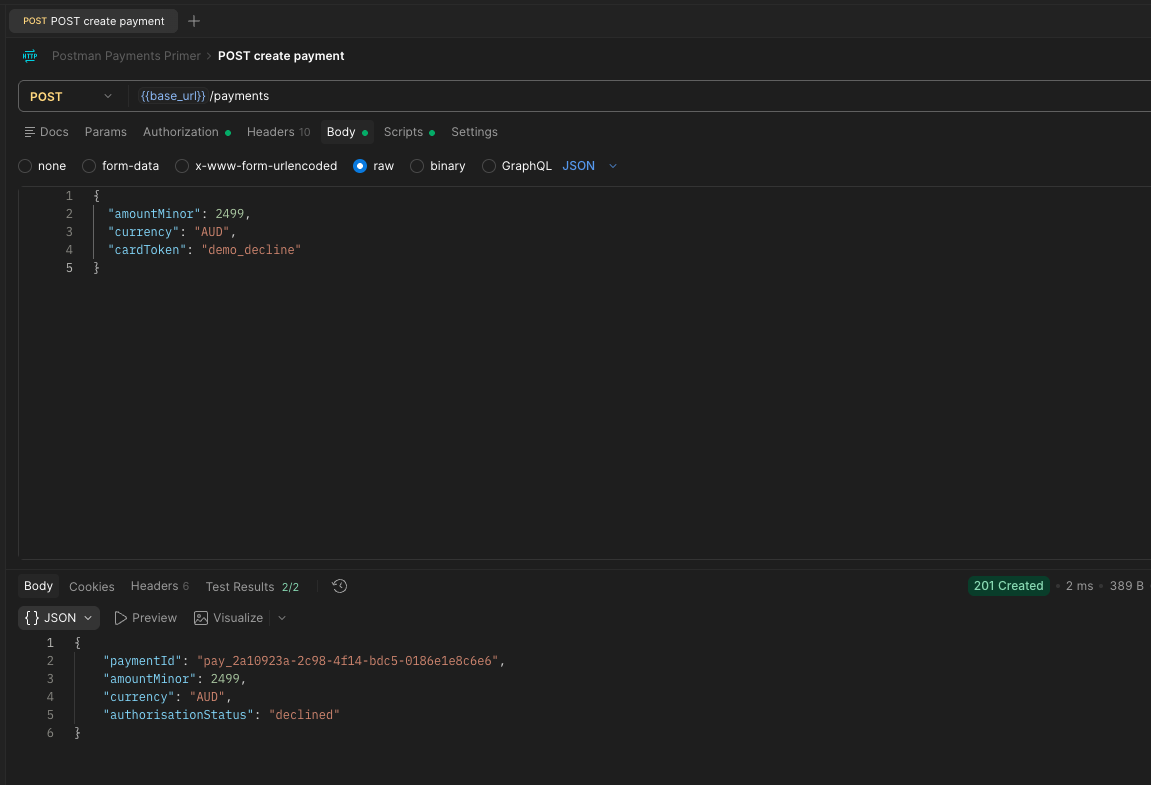 POST POST create payment +
HTTP Postman Payments Primer > POST create payment
POST {{base_url}} /payments
Docs Params Authorization Headers 10 Body Scripts Settings
none form-data x-www-form-urlencoded raw binary GraphQL JSON
1 {
2 "amountMinor": 2499,
3 "currency": "AUD",
4 "cardToken": "demo_decline"
5 }
Body Cookies Headers 6 Test Results 2/2 201 Created • 2 ms • 389 B
{} JSON Preview Visualize
1 {
2 "paymentId": "pay_2a10923a-2c98-4f14-bdc5-0186e1e8c6e6",
3 "amountMinor": 2499,
4 "currency": "AUD",
5 "authorisationStatus": "declined"
6 }